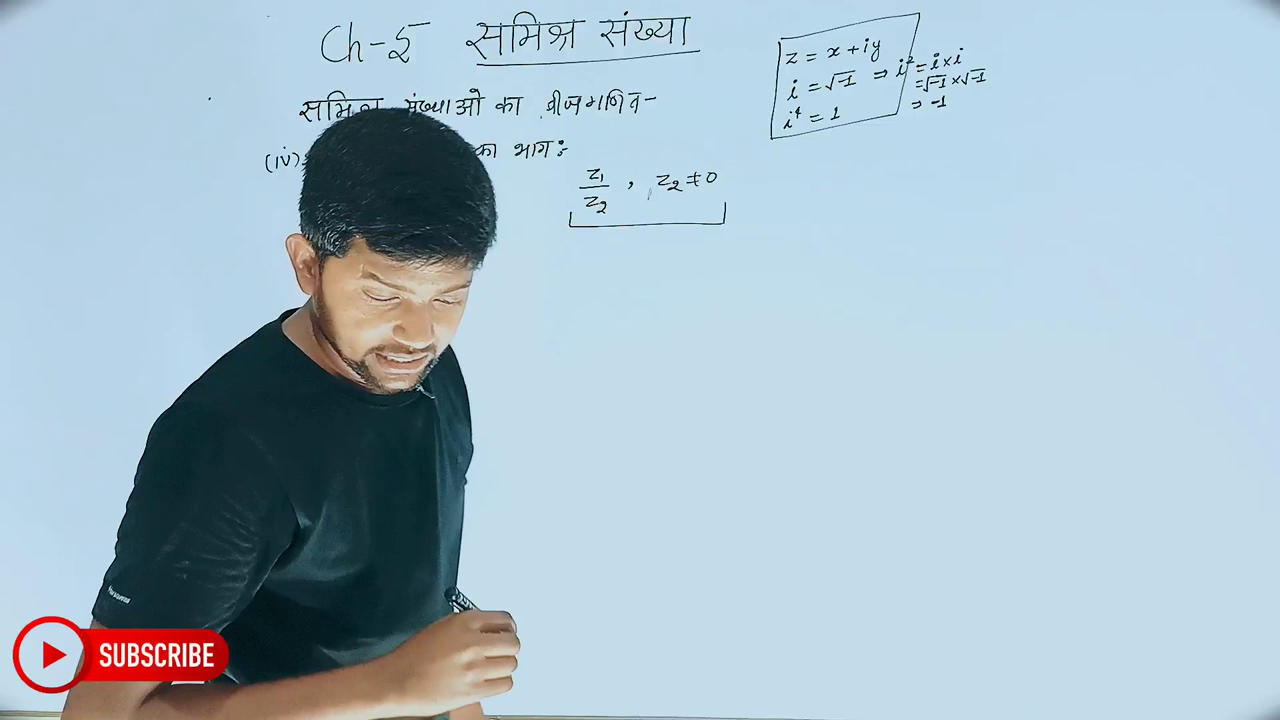 Ch-5 समिश्र संख्या
समिश्र संख्याओं का बीजगणित-
(iv) का भाग :-
z₁/z₂ , z₂ ≠ 0
z = x + iy
i = √-1 ⇒ i² = i × i
= √-1 × √-1
= -1
i⁴ = 1
SUBSCRIBE